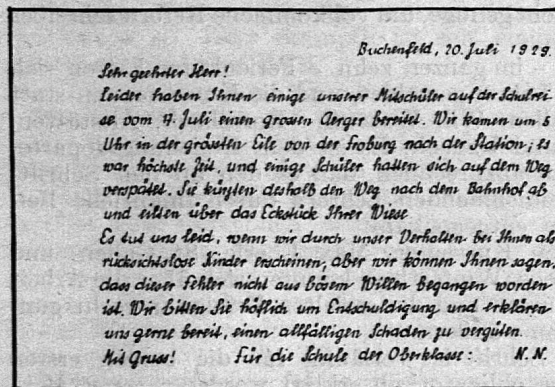 Buchenfeld, 20. Juli 1929.
Sehr geehrter Herr!
Leider haben Ihnen einige unserer Mitschüler auf der Schulrei-
se vom 7. Juli einen grossen Aerger bereitet. Wir kamen um 5
Uhr in der grössten Eile von der Froburg nach der Station; es
war höchste Zeit, und einige Schüler hatten sich auf dem Weg
verspätet. Sie kürzten deshalb den Weg nach dem Bahnhof ab
und eilten über das Eckstück Ihrer Wiese.
Es tut uns leid, wenn wir durch unser Verhalten bei Ihnen als
rücksichtslose Kinder erscheinen, aber wir können Ihnen sagen,
dass dieser Fehler nicht aus bösem Willen begangen worden
ist. Wir bitten Sie höflich um Entschuldigung und erklären
uns gerne bereit, einen allfälligen Schaden zu vergüten.
Mit Gruss! Für die Schule der Oberklasse: N. N.